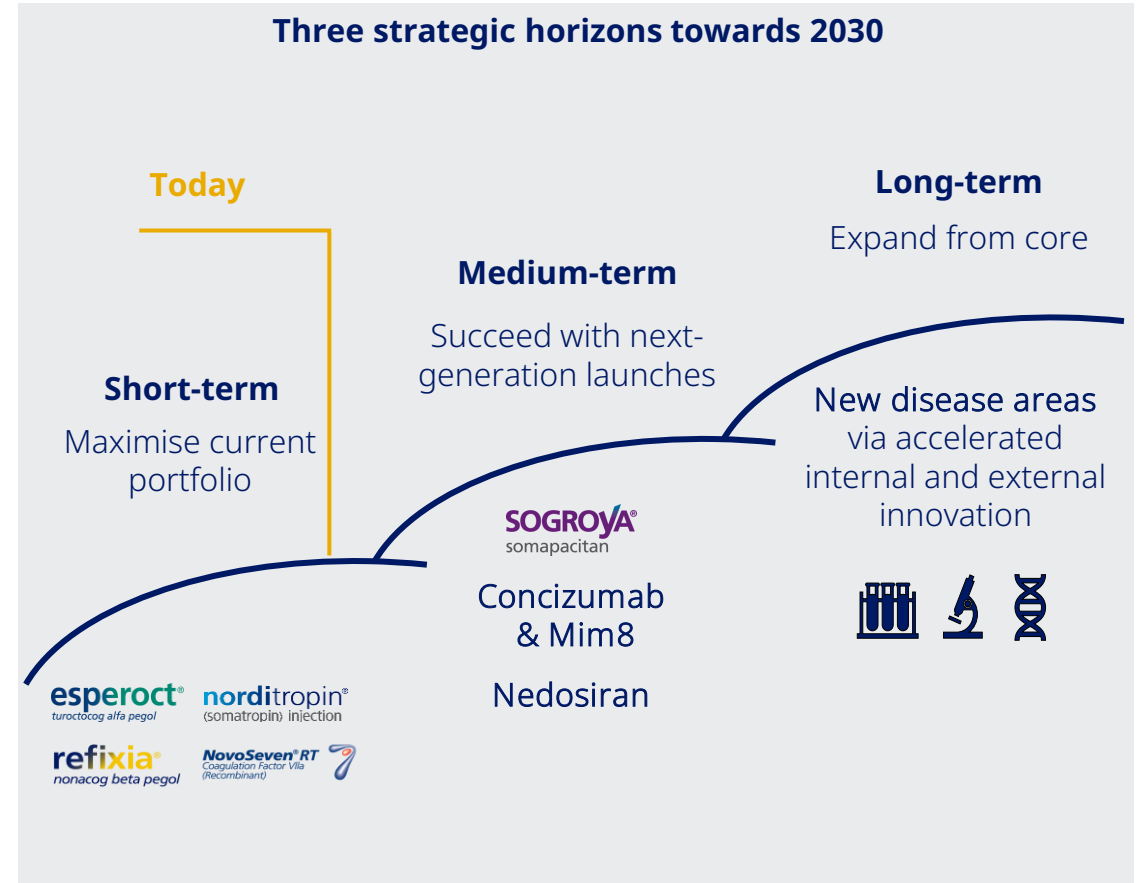 Three strategic horizons towards 2030
Today
Short-term
Maximise current
portfolio
esperoct®
turoctocog alfa pegol
norditropin®
(somatropin) injection
refixia®
nonacog beta pegol
NovoSeven® RT
Coagulation Factor VIIa
(Recombinant)
Medium-term
Succeed with next-
generation launches
SOGROYA®
somapacitan
Concizumab
& Mim8
Nedosiran
Long-term
Expand from core
New disease areas
via accelerated
internal and external
innovation